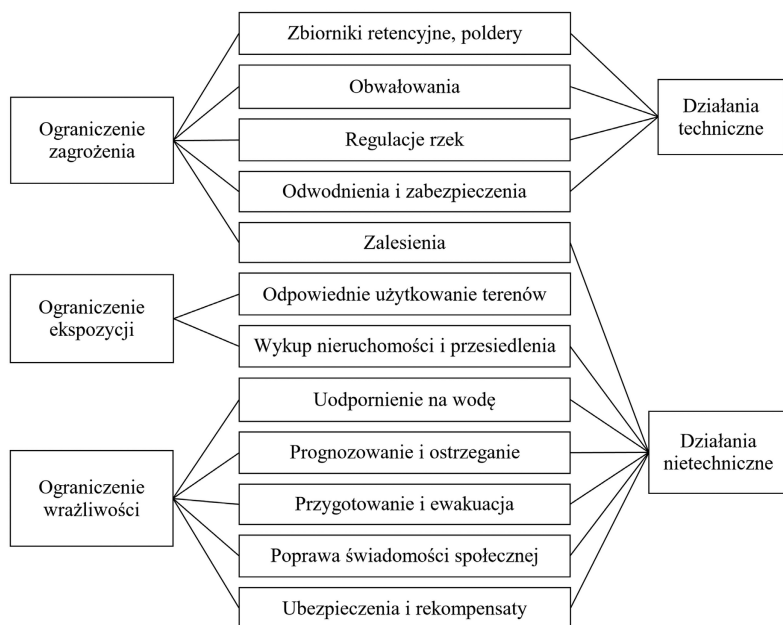 Ograniczenie
zagrożenia
Ograniczenie
ekspozycji
Ograniczenie
wrażliwości
Zbiorniki retencyjne, poldery
Obwałowania
Regulacje rzek
Odwodnienia i zabezpieczenia
Zalesienia
Odpowiednie użytkowanie terenów
Wykup nieruchomości i przesiedlenia
Uodpornienie na wodę
Prognozowanie i ostrzeganie
Przygotowanie i ewakuacja
Poprawa świadomości społecznej
Ubezpieczenia i rekompensaty
Działania
techniczne
Działania
nietechniczne